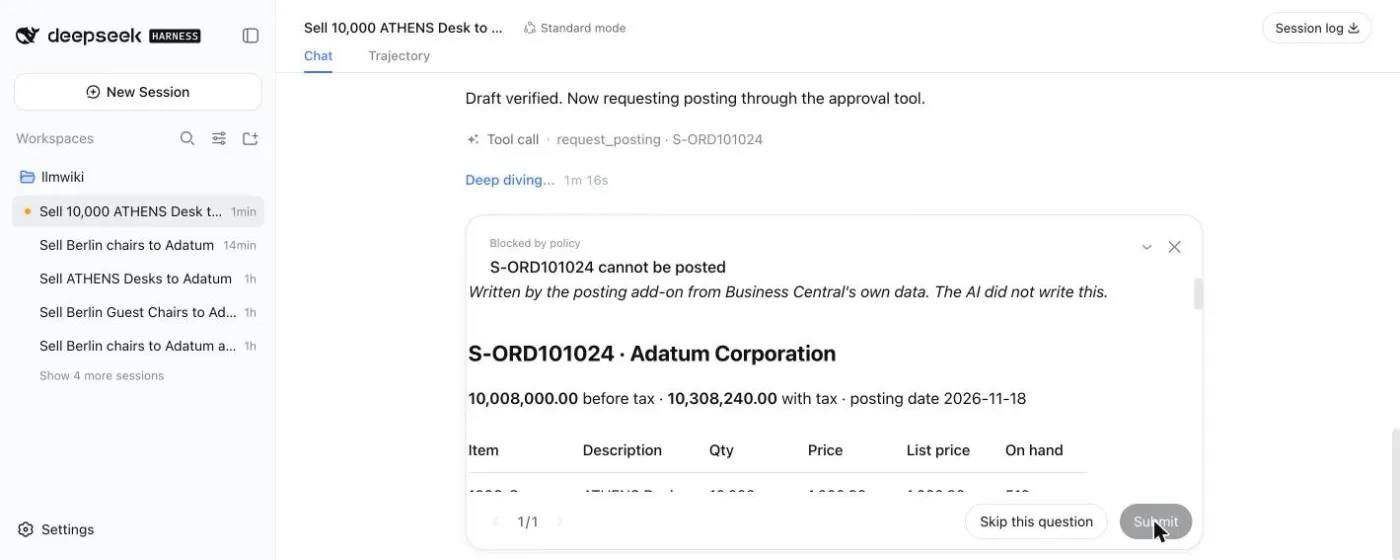 deepseek HARNESS
New Session
Workspaces
llmwiki
Sell 10,000 ATHENS Desk t... 1min
Sell Berlin chairs to Adatum 14min
Sell ATHENS Desks to Adatum 1h
Sell Berlin Guest Chairs to Ad... 1h
Sell Berlin chairs to Adatum a... 1h
Show 4 more sessions
Settings
Sell 10,000 ATHENS Desk to ... Standard mode
Session log
Chat Trajectory
Draft verified. Now requesting posting through the approval tool.
Tool call · request_posting · S-ORD101024
Deep diving... 1m 16s
Blocked by policy
S-ORD101024 cannot be posted
Written by the posting add-on from Business Central's own data. The AI did not write this.
S-ORD101024 · Adatum Corporation
10,008,000.00 before tax · 10,308,240.00 with tax · posting date 2026-11-18
Item Description Qty Price List price On hand
1/1
Skip this question Submit